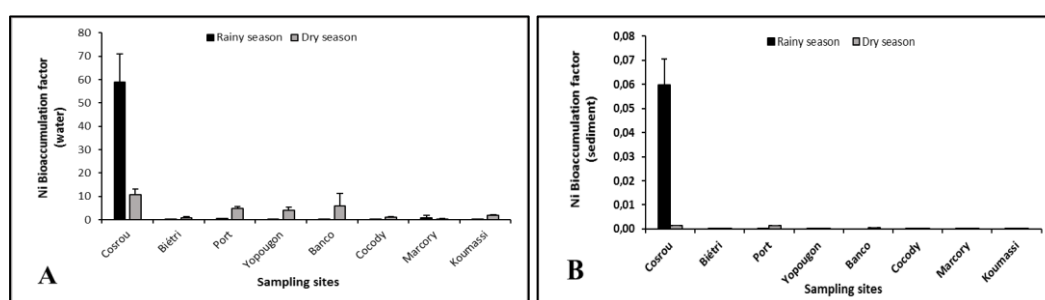 Ni Bioaccumulation factor
(water)
80
70
60
50
40
30
20
10
0
Rainy season
Dry season
Cosrou
Biétri
Port
Yopougon
Banco
Cocody
Marcory
Koumassi
Sampling sites
A
Ni Bioaccumulation factor
(sediment)
0,08
0,07
0,06
0,05
0,04
0,03
0,02
0,01
0,00
Rainy season
Dry season
Cosrou
Biétri
Port
Yopougon
Banco
Cocody
Marcory
Koumassi
Sampling sites
B